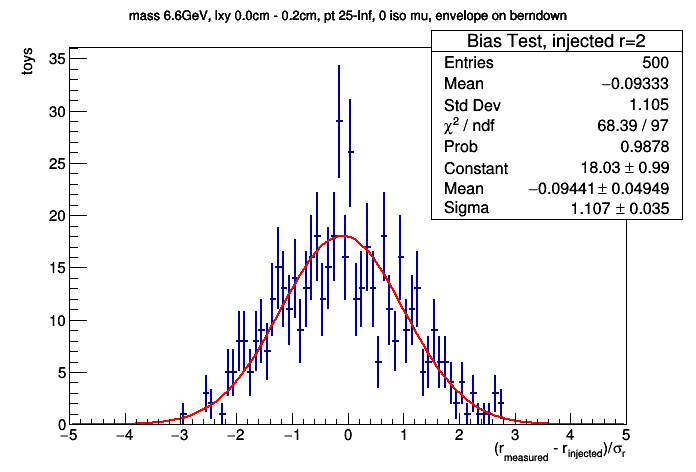 mass 6.6GeV, lxy 0.0cm - 0.2cm, pt 25-Inf, 0 iso mu, envelope on berndown
toys
Bias Test, injected r=2
Entries 500
Mean −0.09333
Std Dev 1.105
χ² / ndf 68.39 / 97
Prob 0.9878
Constant 18.03 ± 0.99
Mean −0.09441 ± 0.04949
Sigma 1.107 ± 0.035
35
30
25
20
15
10
5
0
−5 −4 −3 −2 −1 0 1 2 3 4 5
(r_measured - r_injected)/σ_r